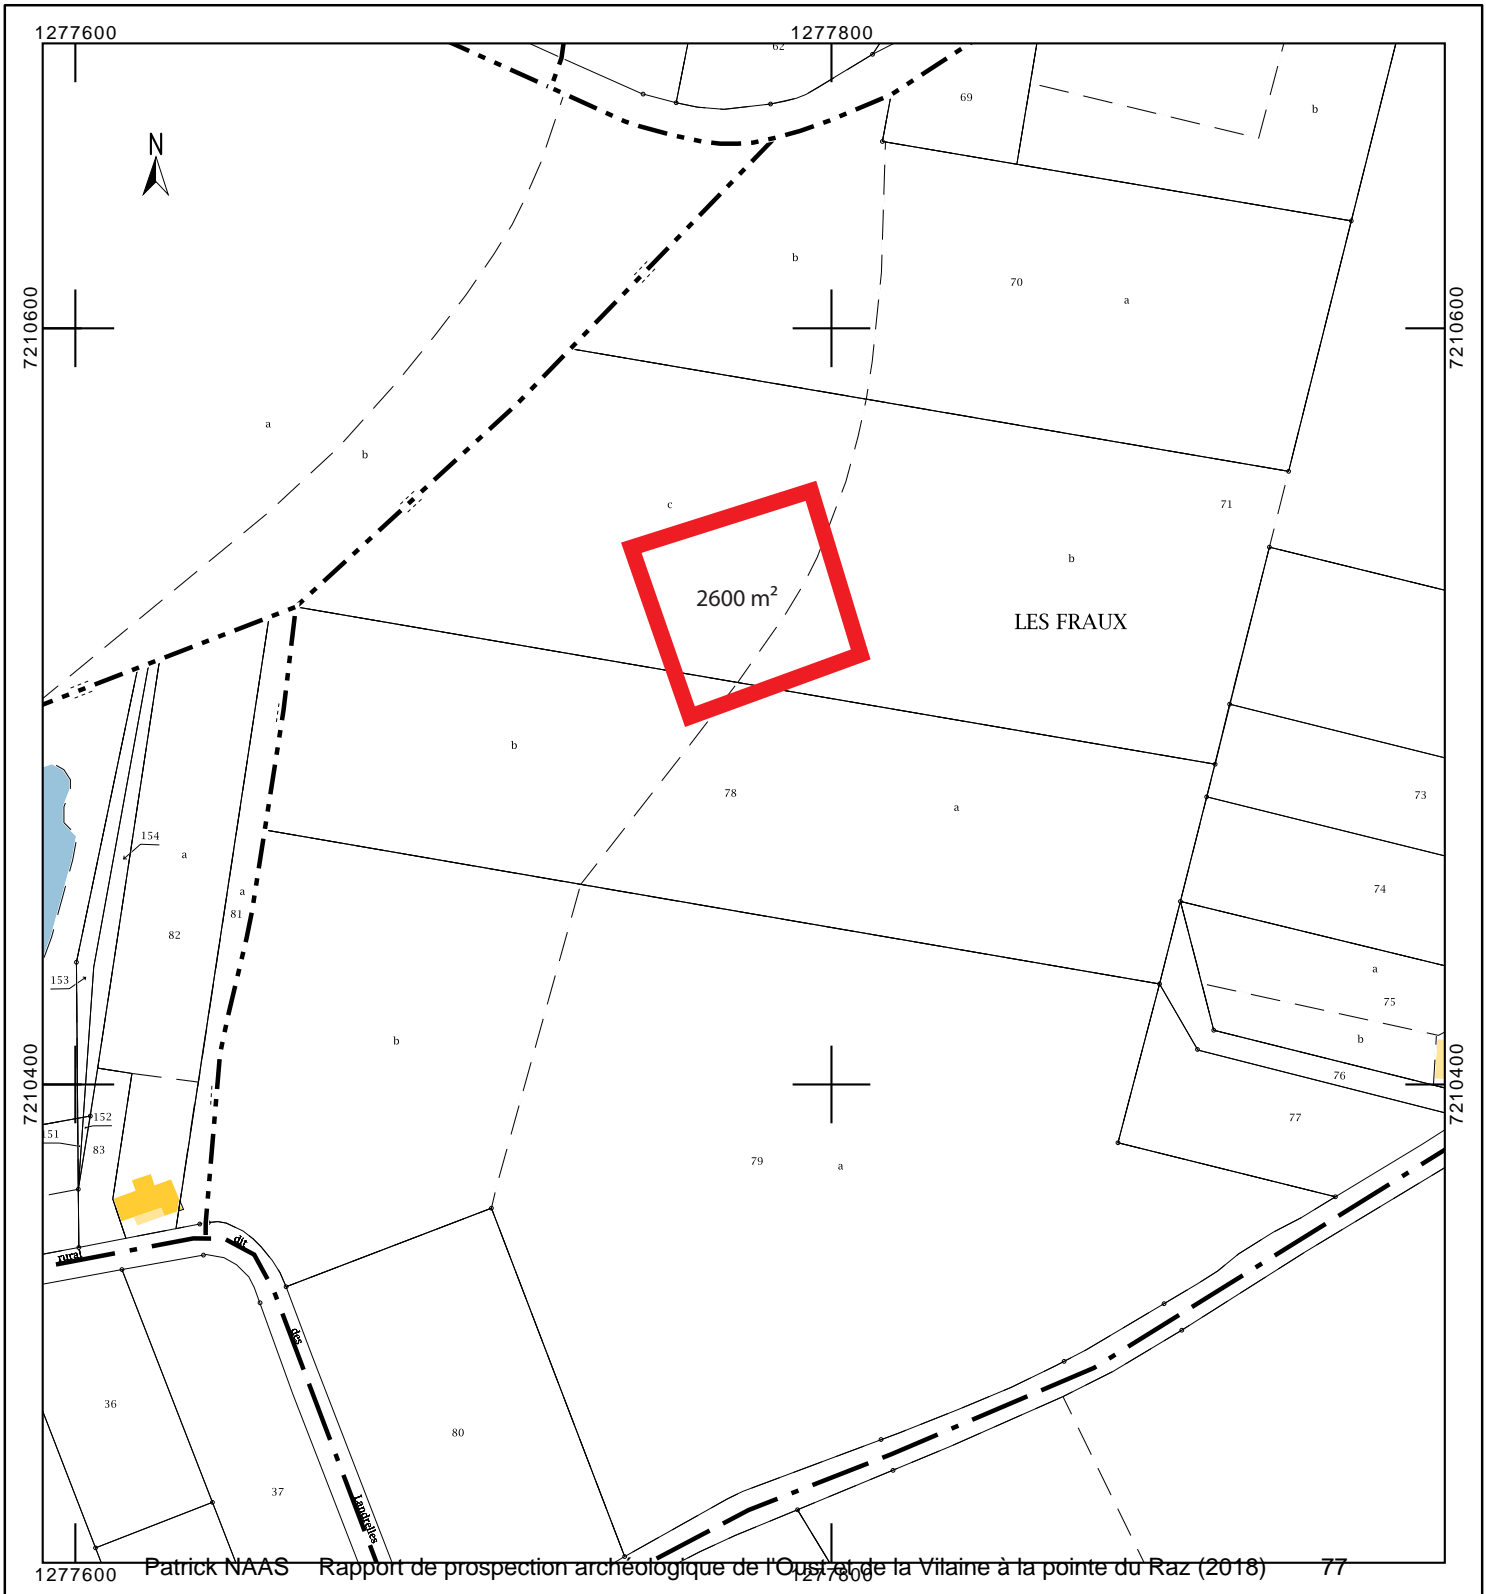 1277600 1277800
62
69
b
N
b
70
a
7210600 7210600
a
b
c
71
b
2600 m²
LES FRAUX
b
78
a
73
154
a
74
a
81
82
a
153
75
b
b
76
7210400 7210400
152
77
151
83
79
a
rural dit des Landrelles
36
80
37
Patrick NAAS Rapport de prospection archéologique de l'Oust et de la Vilaine à la pointe du Raz (2018) 77
1277600 1277800